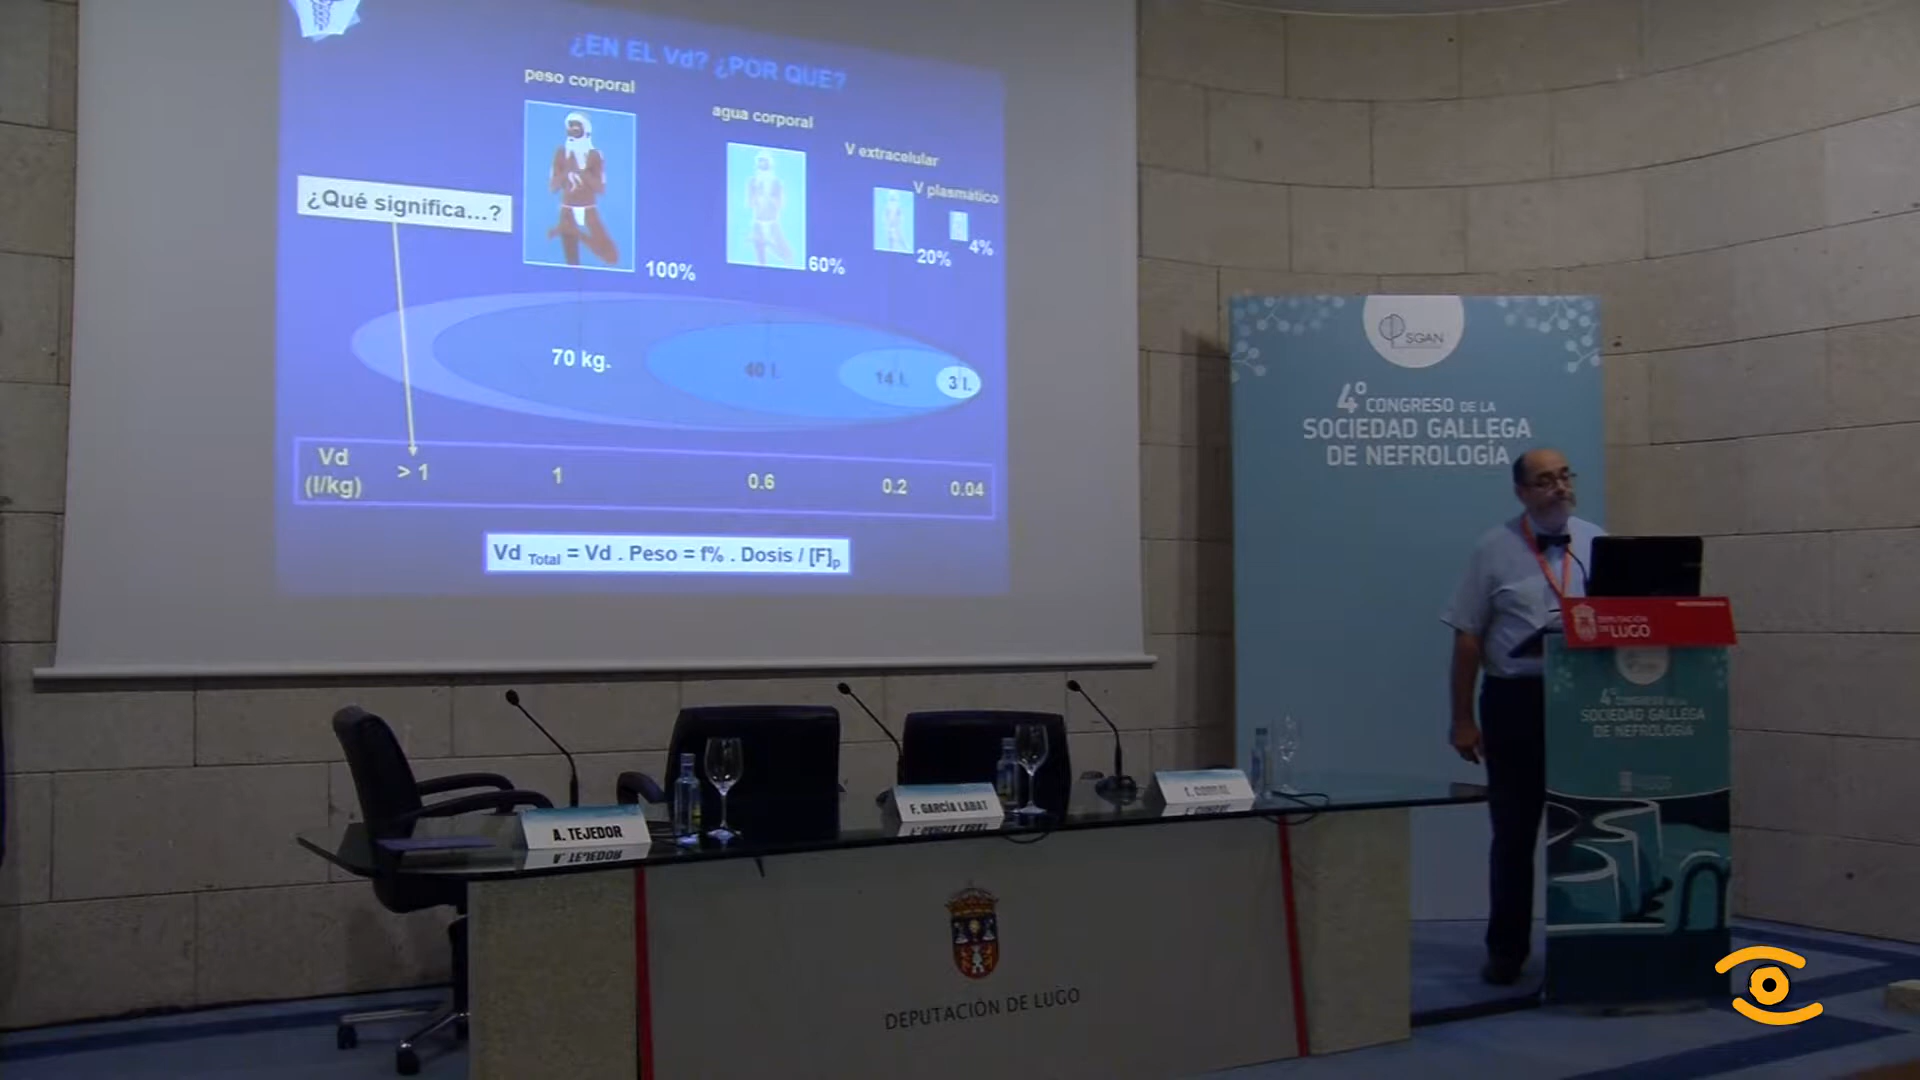 ¿EN EL Vd? ¿POR QUE?
peso corporal
agua corporal
V extracelular
V plasmático
¿Qué significa...?
100%
60%
20%
4%
70 kg.
40 l.
14 l.
3 l.
Vd
(l/kg)
> 1
1
0.6
0.2
0.04
Vd Total = Vd . Peso = f% . Dosis / [F]p
SGAN
4º CONGRESO DE LA
SOCIEDAD GALLEGA
DE NEFROLOGÍA
DEPUTACIÓN
DE LUGO
4º CONGRESO DE LA
SOCIEDAD GALLEGA
DE NEFROLOGÍA
A. TEJEDOR
F. GARCÍA LABAT
DEPUTACIÓN DE LUGO